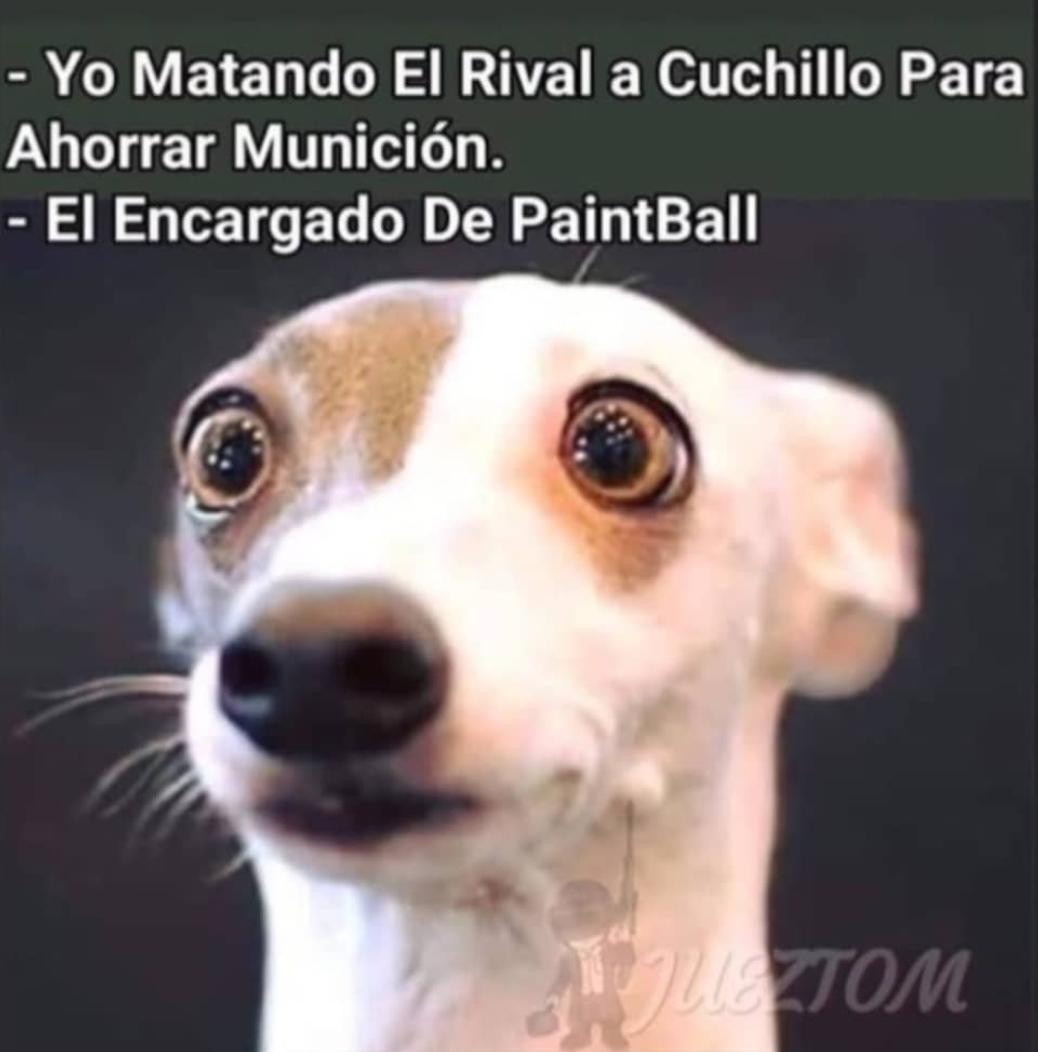 - Yo Matando El Rival a Cuchillo Para
Ahorrar Munición.
- El Encargado De PaintBall
JUEZTOM